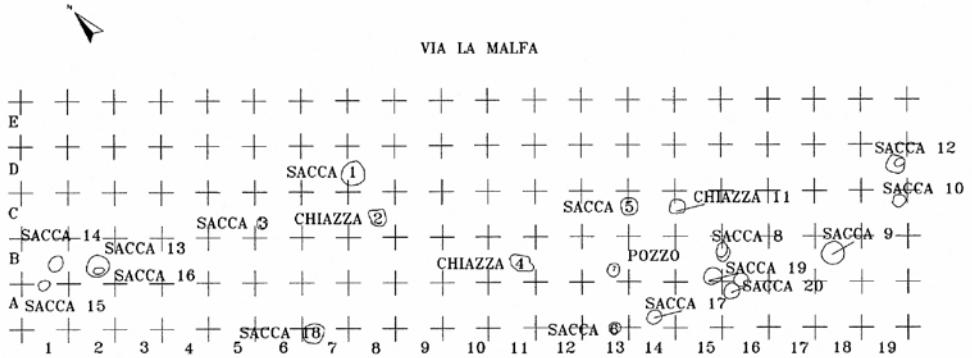 N
VIA LA MALFA
E
D
SACCA 1
SACCA 12
C
SACCA 3
CHIAZZA 2
SACCA 5
CHIAZZA 11
SACCA 10
B
SACCA 14
SACCA 13
SACCA 16
CHIAZZA 4
POZZO
SACCA 8
SACCA 9
SACCA 19
SACCA 20
A
SACCA 15
SACCA 18
SACCA 6
SACCA 17
7
1 2 3 4 5 6 7 8 9 10 11 12 13 14 15 16 17 18 19